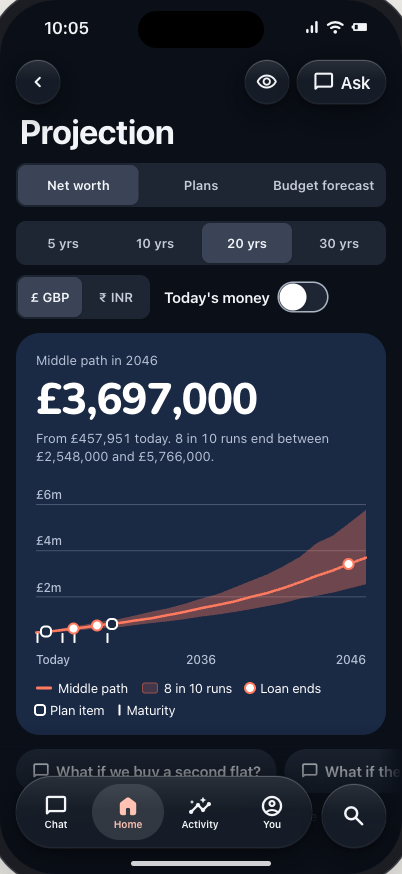 10:05
Ask
Projection
Net worth Plans Budget forecast
5 yrs 10 yrs 20 yrs 30 yrs
£ GBP ₹ INR Today's money
Middle path in 2046
£3,697,000
From £457,951 today. 8 in 10 runs end between
£2,548,000 and £5,766,000.
£6m
£4m
£2m
Today 2036 2046
Middle path 8 in 10 runs Loan ends
Plan item Maturity
What if we buy a second flat? What if the
Chat Home Activity You